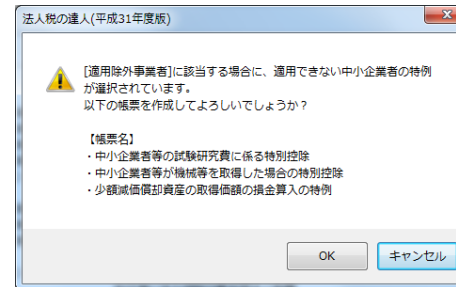 法人税の達人(平成31年度版)
[適用除外事業者]に該当する場合に、適用できない中小企業者の特例
が選択されています。
以下の帳票を作成してよろしいでしょうか？
【帳票名】
・中小企業者等の試験研究費に係る特別控除
・中小企業者等が機械等を取得した場合の特別控除
・少額減価償却資産の取得価額の損金算入の特例
OK
キャンセル